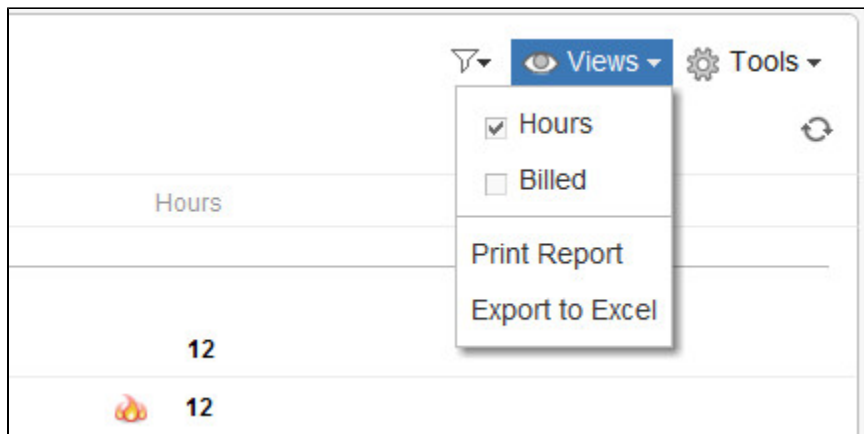 Views Tools
Hours
Billed
Hours
Print Report
Export to Excel
12
12